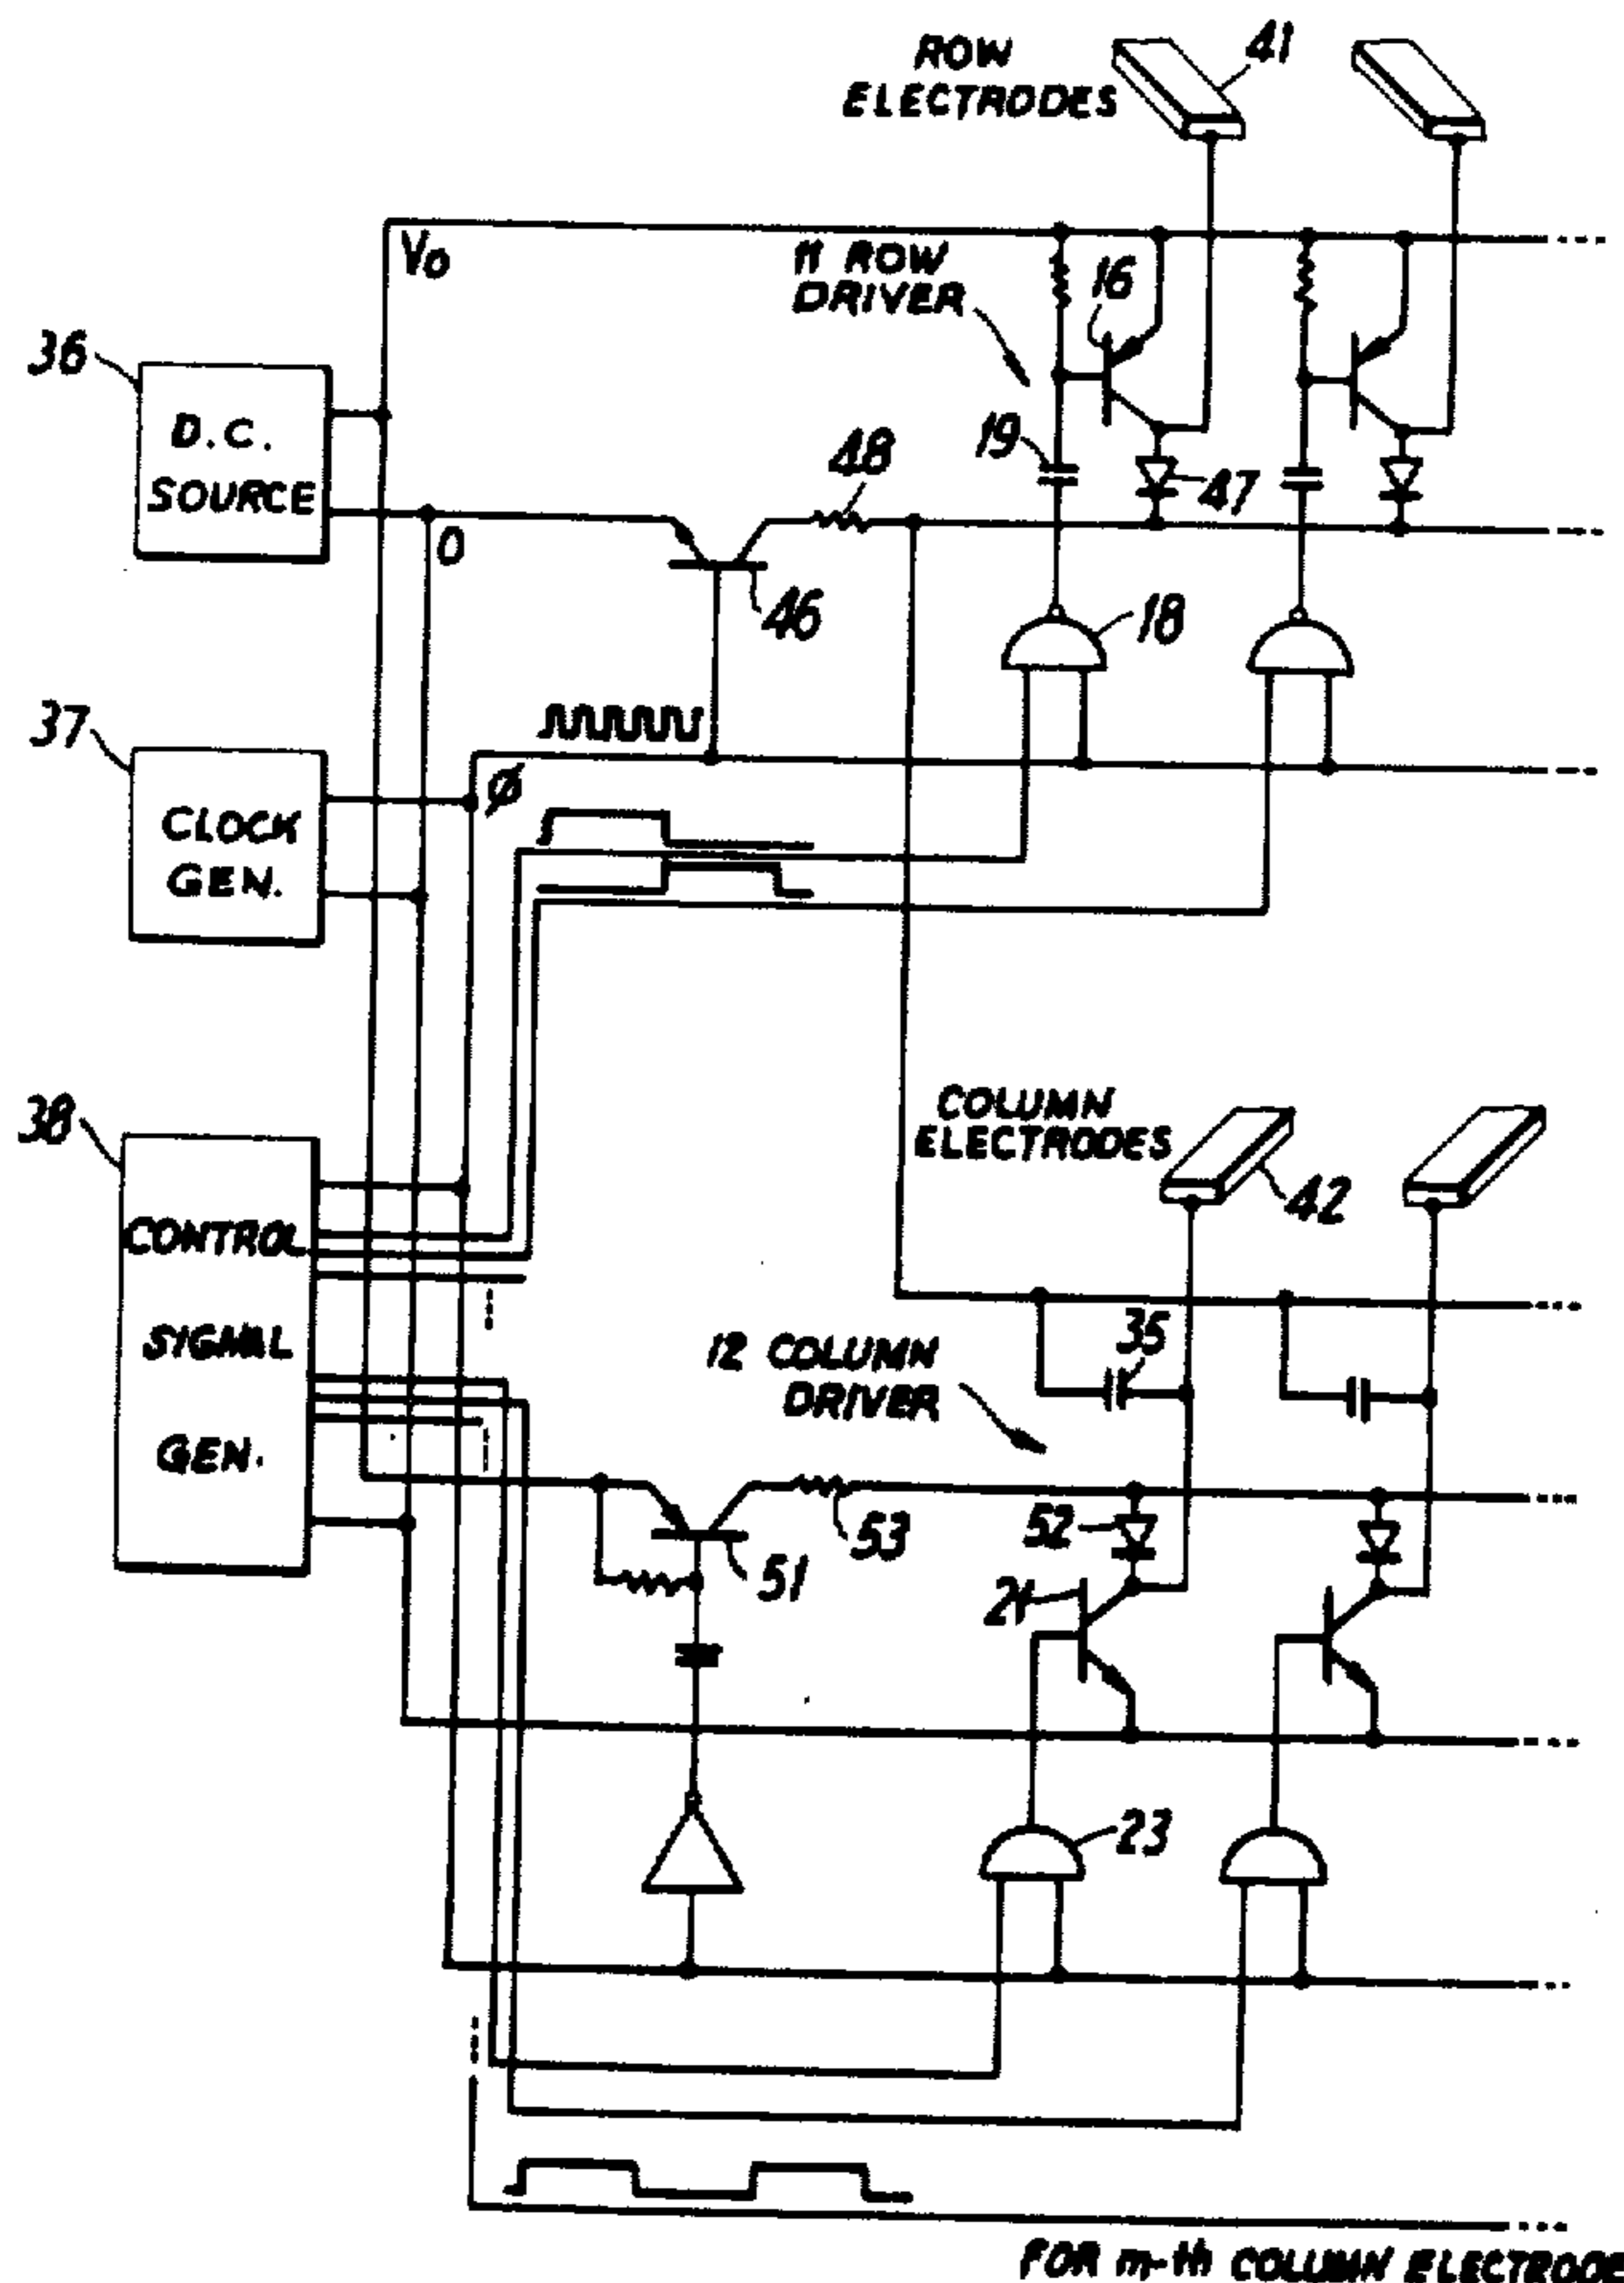 ROW
ELECTRODES
41
V0
11 ROW
DRIVER
16
36
D.C.
SOURCE
19
48
47
0
46
18
37
CLOCK
GEN.
φ
38
COLUMN
ELECTRODES
42
CONTROL
SIGNAL
GEN.
12 COLUMN
DRIVER
35
52
53
51
21
23
FOR m-th COLUMN ELECTRODE